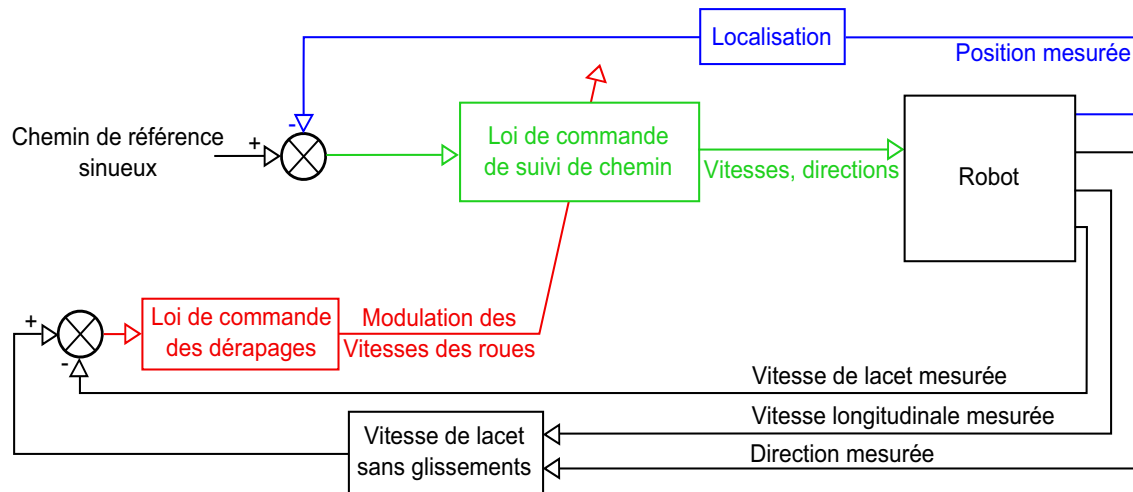 Localisation
Position mesurée
-
Chemin de référence
sinueux
+
Loi de commande
de suivi de chemin
Vitesses, directions
Robot
+
-
Loi de commande
des dérapages
Modulation des
Vitesses des roues
Vitesse de lacet mesurée
Vitesse longitudinale mesurée
Vitesse de lacet
sans glissements
Direction mesurée